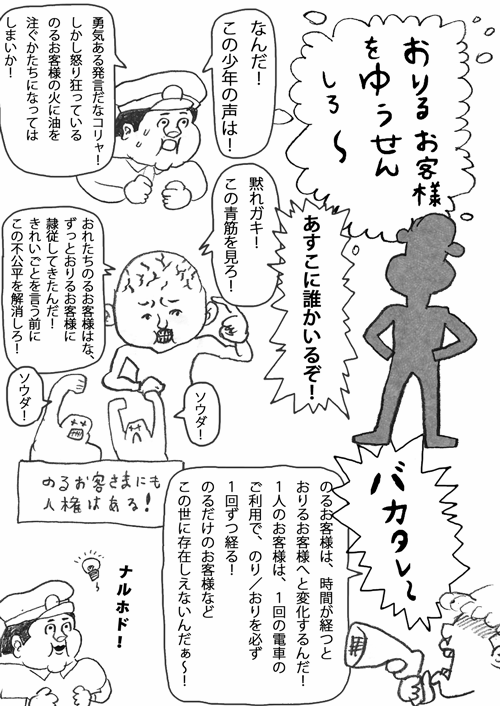 おりるお客様
をゆうせん
しろ~
なんだ!
この少年の声は!
勇気ある発言だなコリャ!
しかし怒り狂っている
のるお客様の火に油を
注ぐかたちになっては
しまいか!
あすこに誰かいるぞ!
黙れガキ!
この青筋を見ろ!
おれたちのるお客様はな、
ずっとおりるお客様に
隷従してきたんだ!
きれいごとを言う前に
この不公平を解消しろ!
ソウダ!
ソウダ!
のるお客さまにも
人権はある!
バカタレ~
のるお客様は、時間が経つと
おりるお客様へと変化するんだ!
1人のお客様は、1回の電車の
ご利用で、のり/おりを必ず
1回ずつ経る!
のるだけのお客様など
この世に存在しえないんだぁ~!
ナルホド!